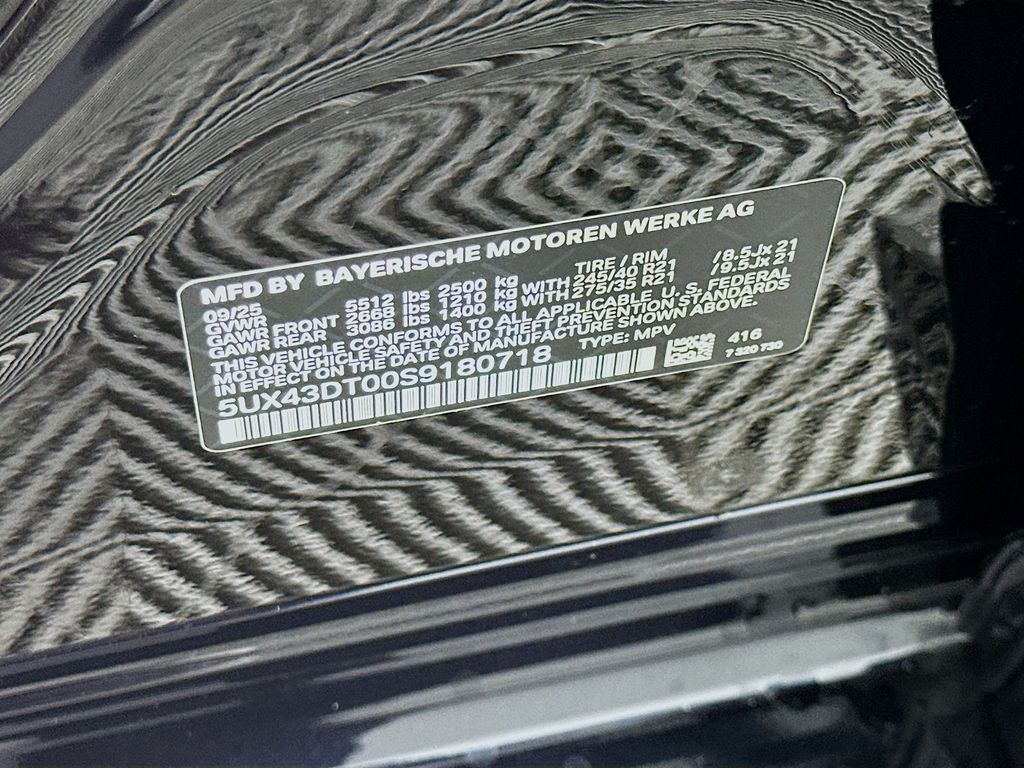 MFD BY BAYERISCHE MOTOREN WERKE AG
09/25 TIRE / RIM
GVWR 5512 lbs 2500 kg
GAWR FRONT 2668 lbs 1210 kg WITH 245/40 R21 /8.5Jx 21
GAWR REAR 3086 lbs 1400 kg WITH 275/35 R21 /9.5Jx 21
THIS VEHICLE CONFORMS TO ALL APPLICABLE U. S. FEDERAL
MOTOR VEHICLE SAFETY AND THEFT PREVENTION STANDARDS
IN EFFECT ON THE DATE OF MANUFACTURE SHOWN ABOVE.
5UX43DT00S9180718 TYPE: MPV 416
7 320 730